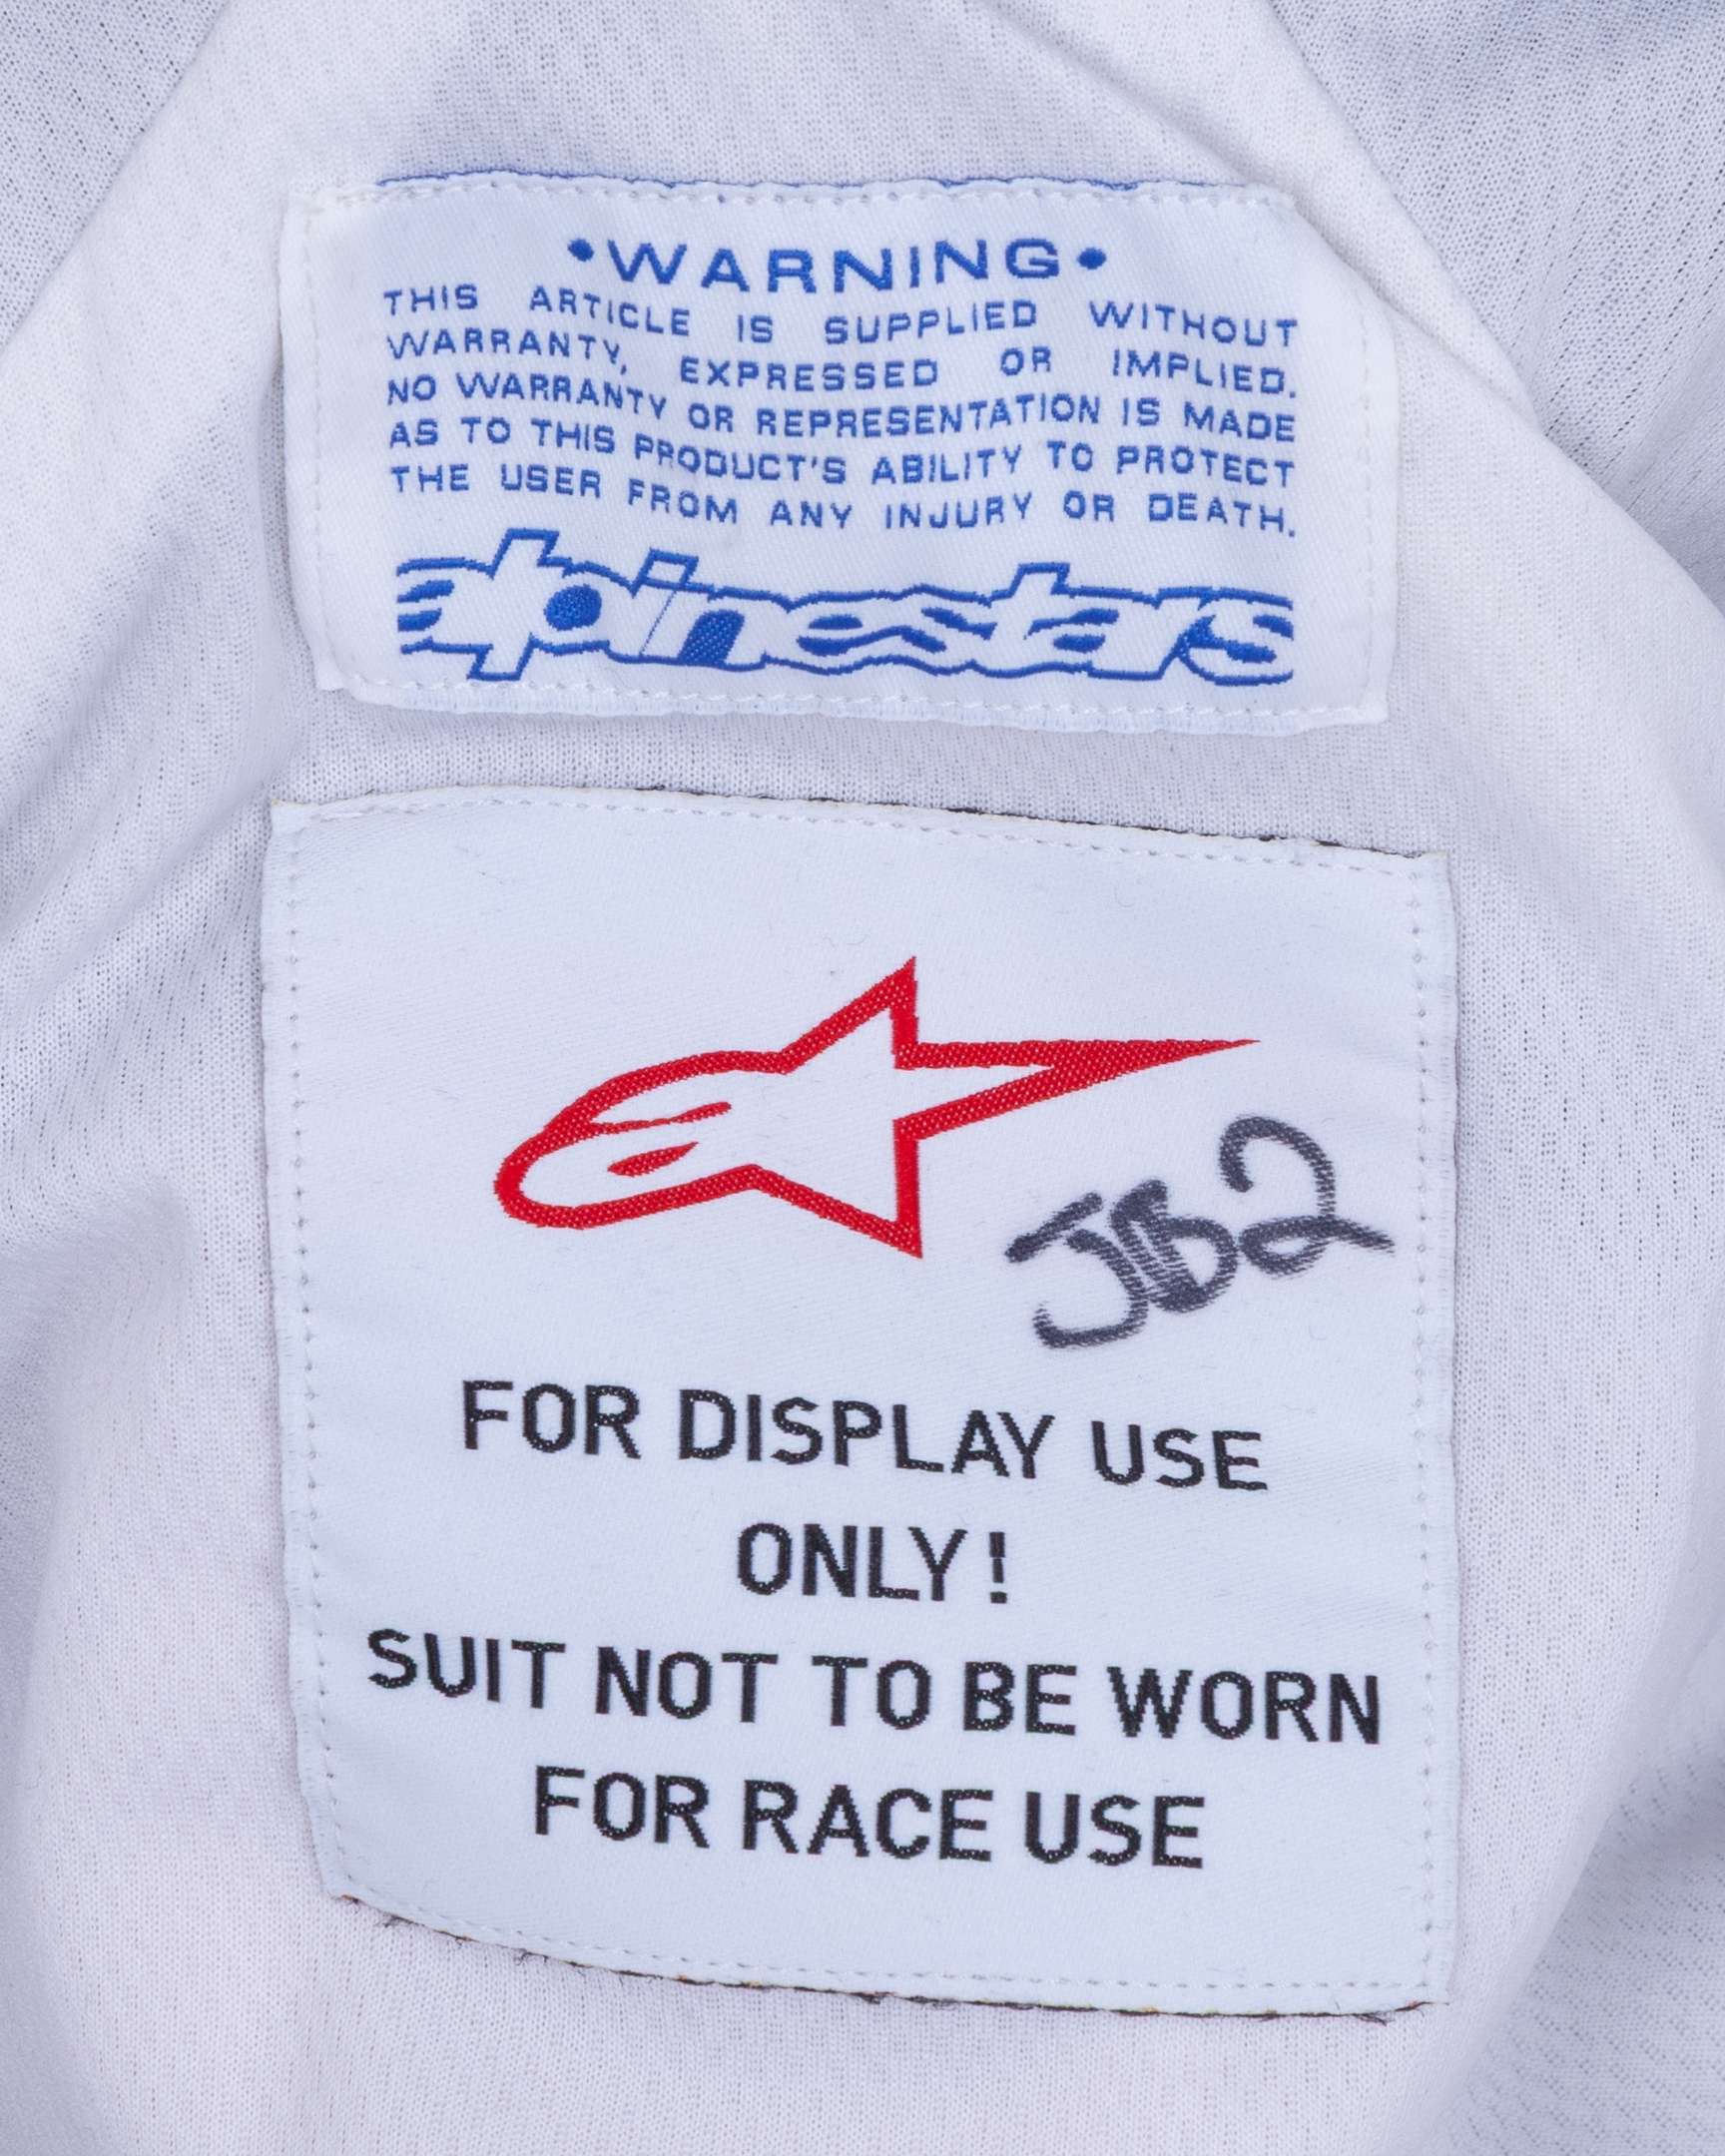 •WARNING•
THIS ARTICLE IS SUPPLIED WITHOUT
WARRANTY, EXPRESSED OR IMPLIED.
NO WARRANTY OR REPRESENTATION IS MADE
AS TO THIS PRODUCT'S ABILITY TO PROTECT
THE USER FROM ANY INJURY OR DEATH.
alpinestars
JB2
FOR DISPLAY USE
ONLY!
SUIT NOT TO BE WORN
FOR RACE USE